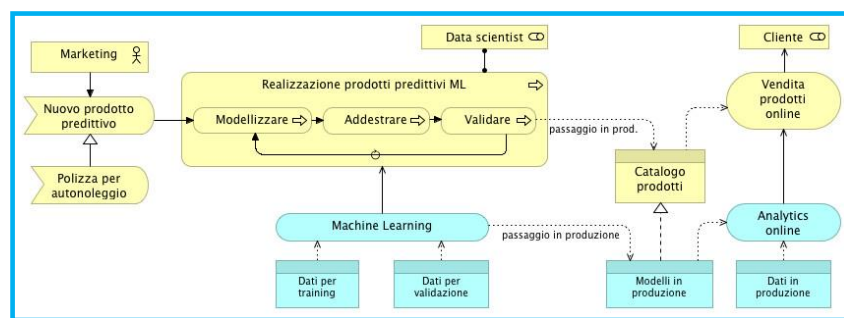 Marketing
Data scientist
Cliente
Nuovo prodotto
predittivo
Realizzazione prodotti predittivi ML
Modellizzare
Addestrare
Validare
passaggio in prod.
Vendita
prodotti
online
Polizza per
autonoleggio
Catalogo
prodotti
Machine Learning
passaggio in produzione
Analytics
online
Dati per
training
Dati per
validazione
Modelli in
produzione
Dati in
produzione